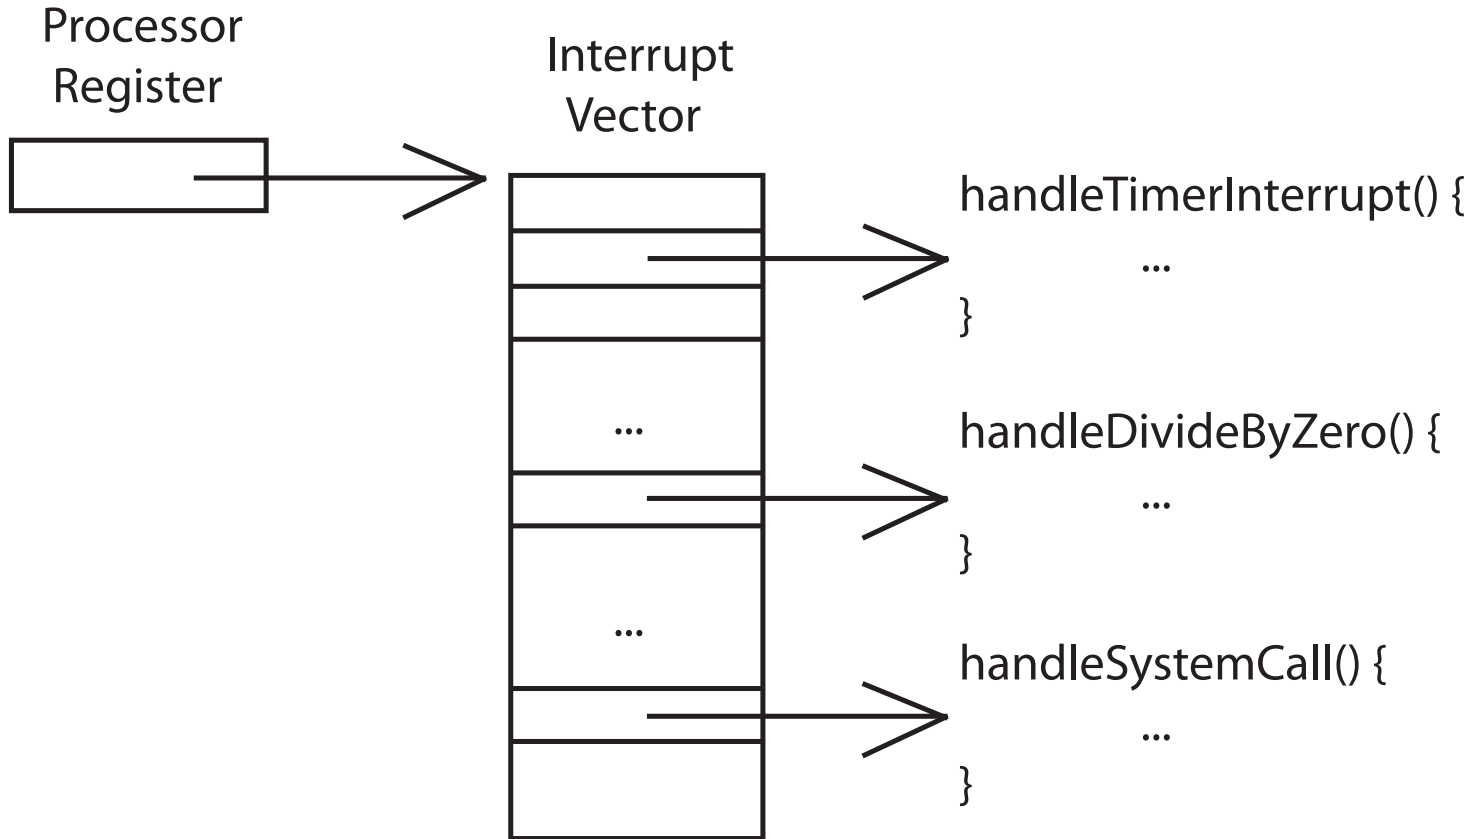 Processor
Register
Interrupt
Vector
handleTimerInterrupt() {
...
}
...
handleDivideByZero() {
...
}
...
handleSystemCall() {
...
}